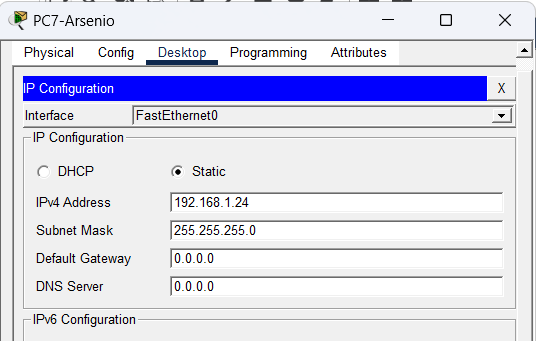 PC7-Arsenio
Physical Config Desktop Programming Attributes
IP Configuration X
Interface FastEthernet0
IP Configuration
DHCP Static
IPv4 Address 192.168.1.24
Subnet Mask 255.255.255.0
Default Gateway 0.0.0.0
DNS Server 0.0.0.0
IPv6 Configuration